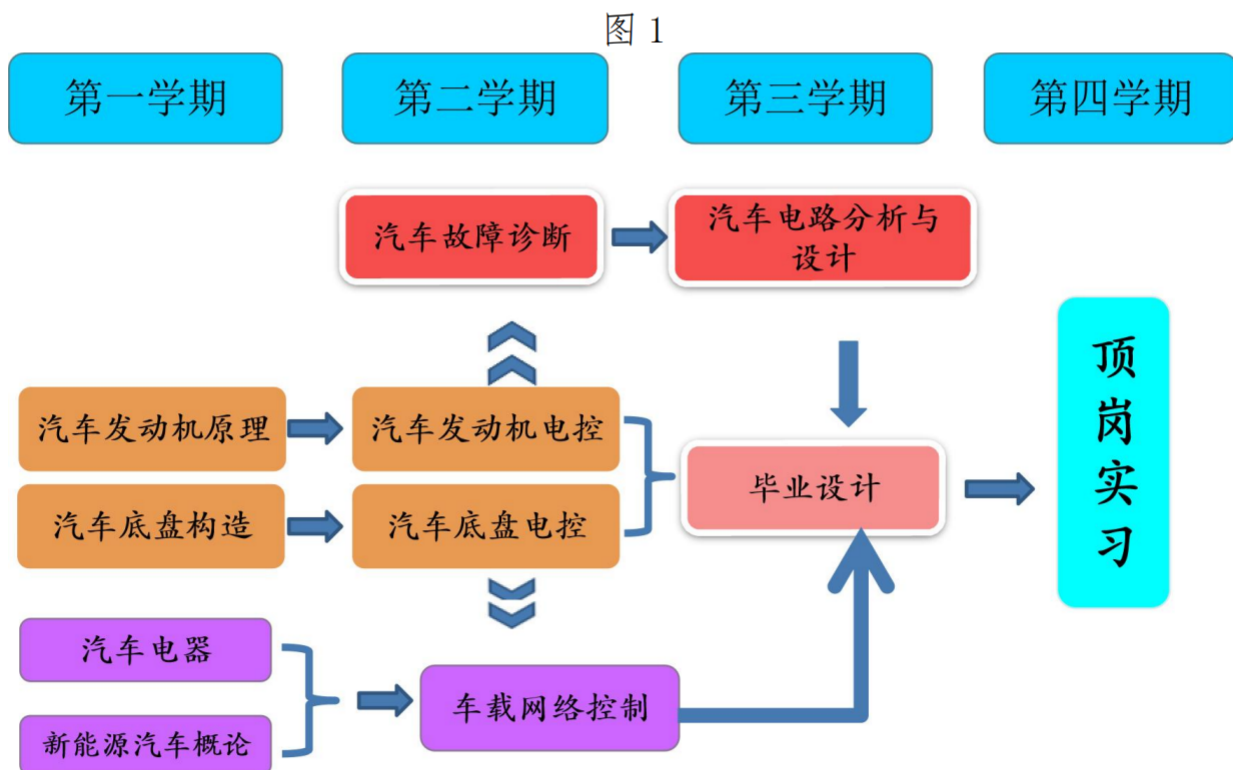 图 1
第一学期
第二学期
第三学期
第四学期
汽车故障诊断
汽车电路分析与
设计
汽车发动机原理
汽车发动机电控
汽车底盘构造
汽车底盘电控
毕业设计
顶岗实习
汽车电器
新能源汽车概论
车载网络控制